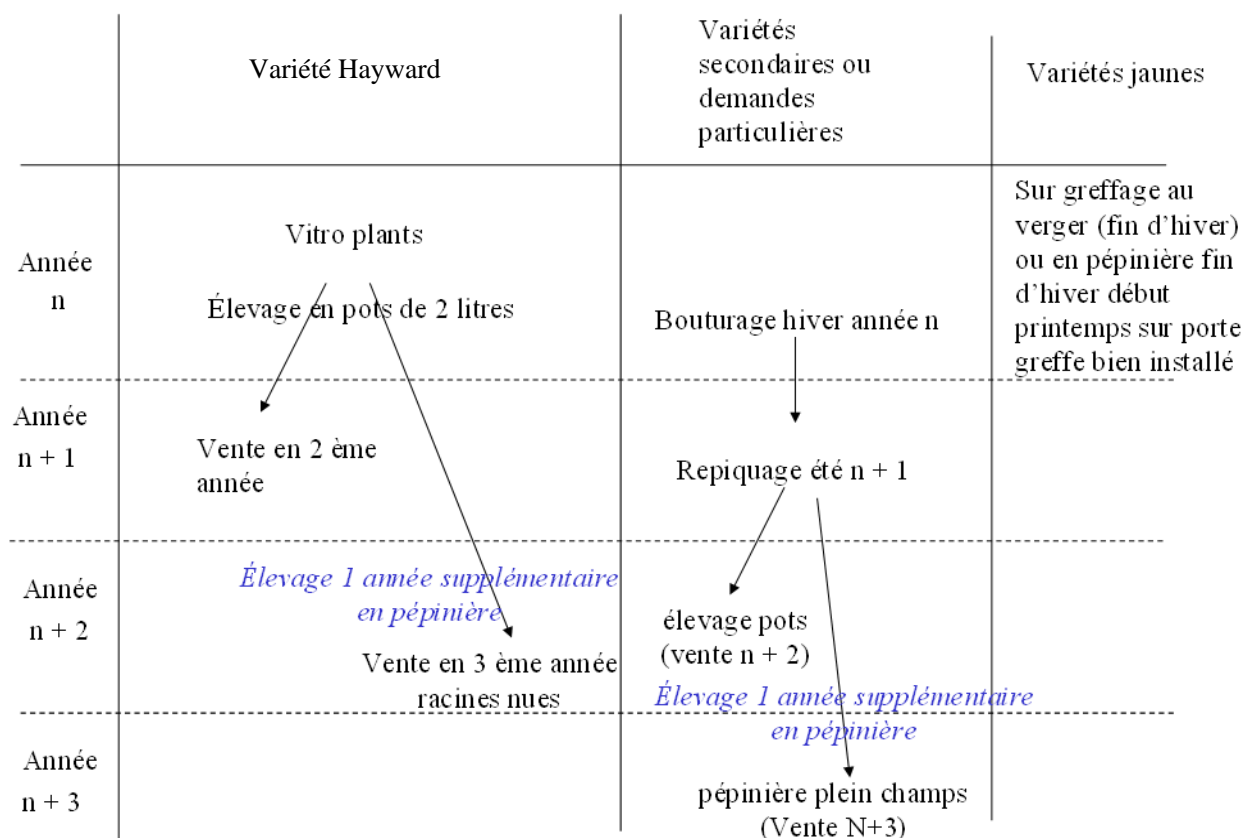 Variété Hayward
Variétés
secondaires ou
demandes
particulières
Variétés jaunes
Année
n
Vitro plants
Élevage en pots de 2 litres
Bouturage hiver année n
Sur greffage au
verger (fin d’hiver)
ou en pépinière fin
d’hiver début
printemps sur porte
greffe bien installé
Année
n + 1
Vente en 2 ème
année
Repiquage été n + 1
Année
n + 2
Élevage 1 année supplémentaire
en pépinière
Vente en 3 ème année
racines nues
élevage pots
(vente n + 2)
Élevage 1 année supplémentaire
en pépinière
Année
n + 3
pépinière plein champs
(Vente N+3)